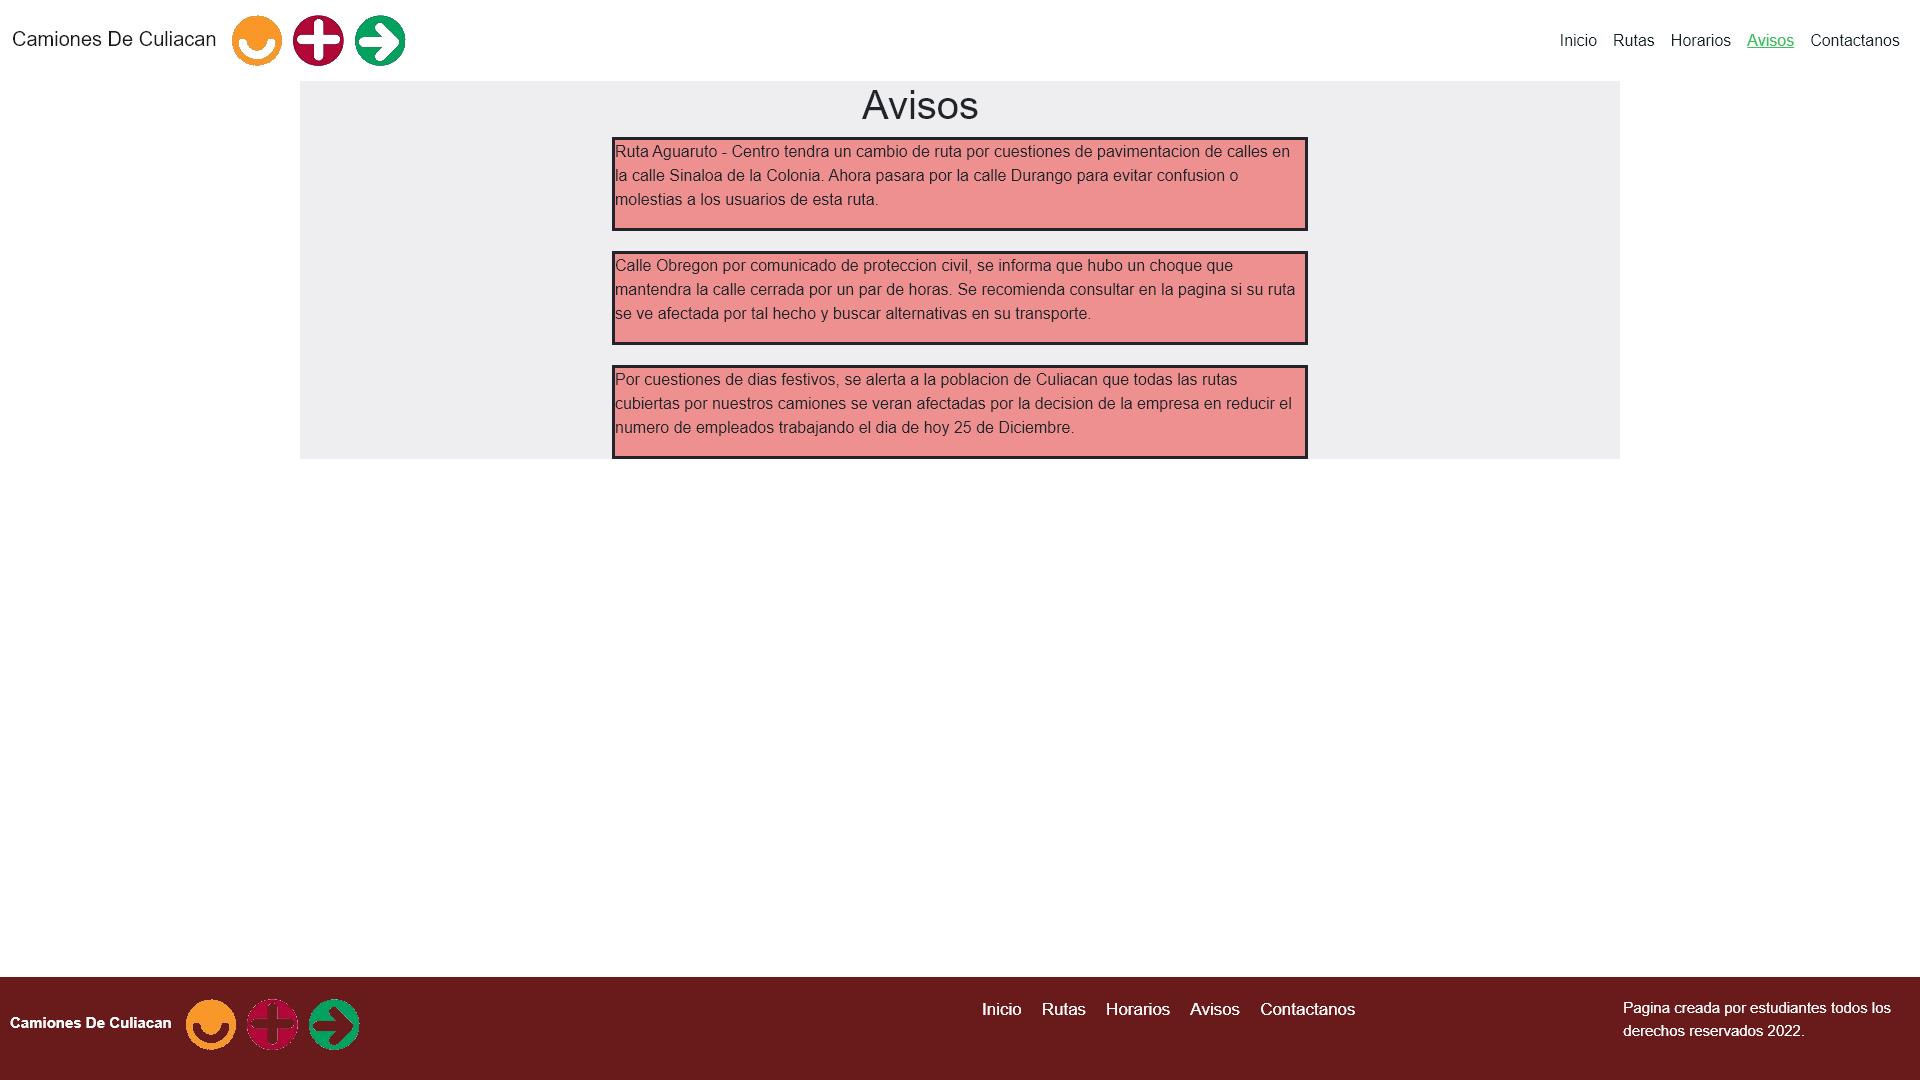 Camiones De Culiacan
Inicio Rutas Horarios Avisos Contactanos
Avisos
Ruta Aguaruto - Centro tendra un cambio de ruta por cuestiones de pavimentacion de calles en
la calle Sinaloa de la Colonia. Ahora pasara por la calle Durango para evitar confusion o
molestias a los usuarios de esta ruta.
Calle Obregon por comunicado de proteccion civil, se informa que hubo un choque que
mantendra la calle cerrada por un par de horas. Se recomienda consultar en la pagina si su ruta
se ve afectada por tal hecho y buscar alternativas en su transporte.
Por cuestiones de dias festivos, se alerta a la poblacion de Culiacan que todas las rutas
cubiertas por nuestros camiones se veran afectadas por la decision de la empresa en reducir el
numero de empleados trabajando el dia de hoy 25 de Diciembre.
Camiones De Culiacan
Inicio Rutas Horarios Avisos Contactanos
Pagina creada por estudiantes todos los
derechos reservados 2022.